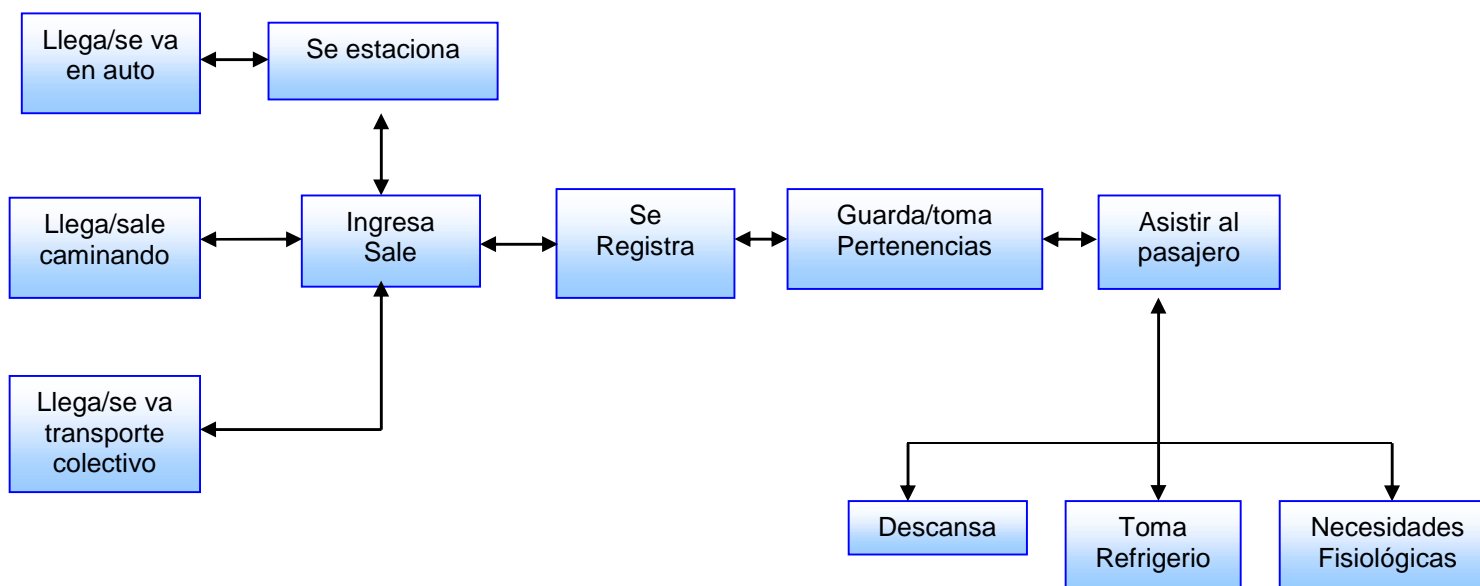 Llega/se va
en auto
Se estaciona
Llega/sale
caminando
Ingresa
Sale
Se
Registra
Guarda/toma
Pertenencias
Asistir al
pasajero
Llega/se va
transporte
colectivo
Descansa
Toma
Refrigerio
Necesidades
Fisiológicas